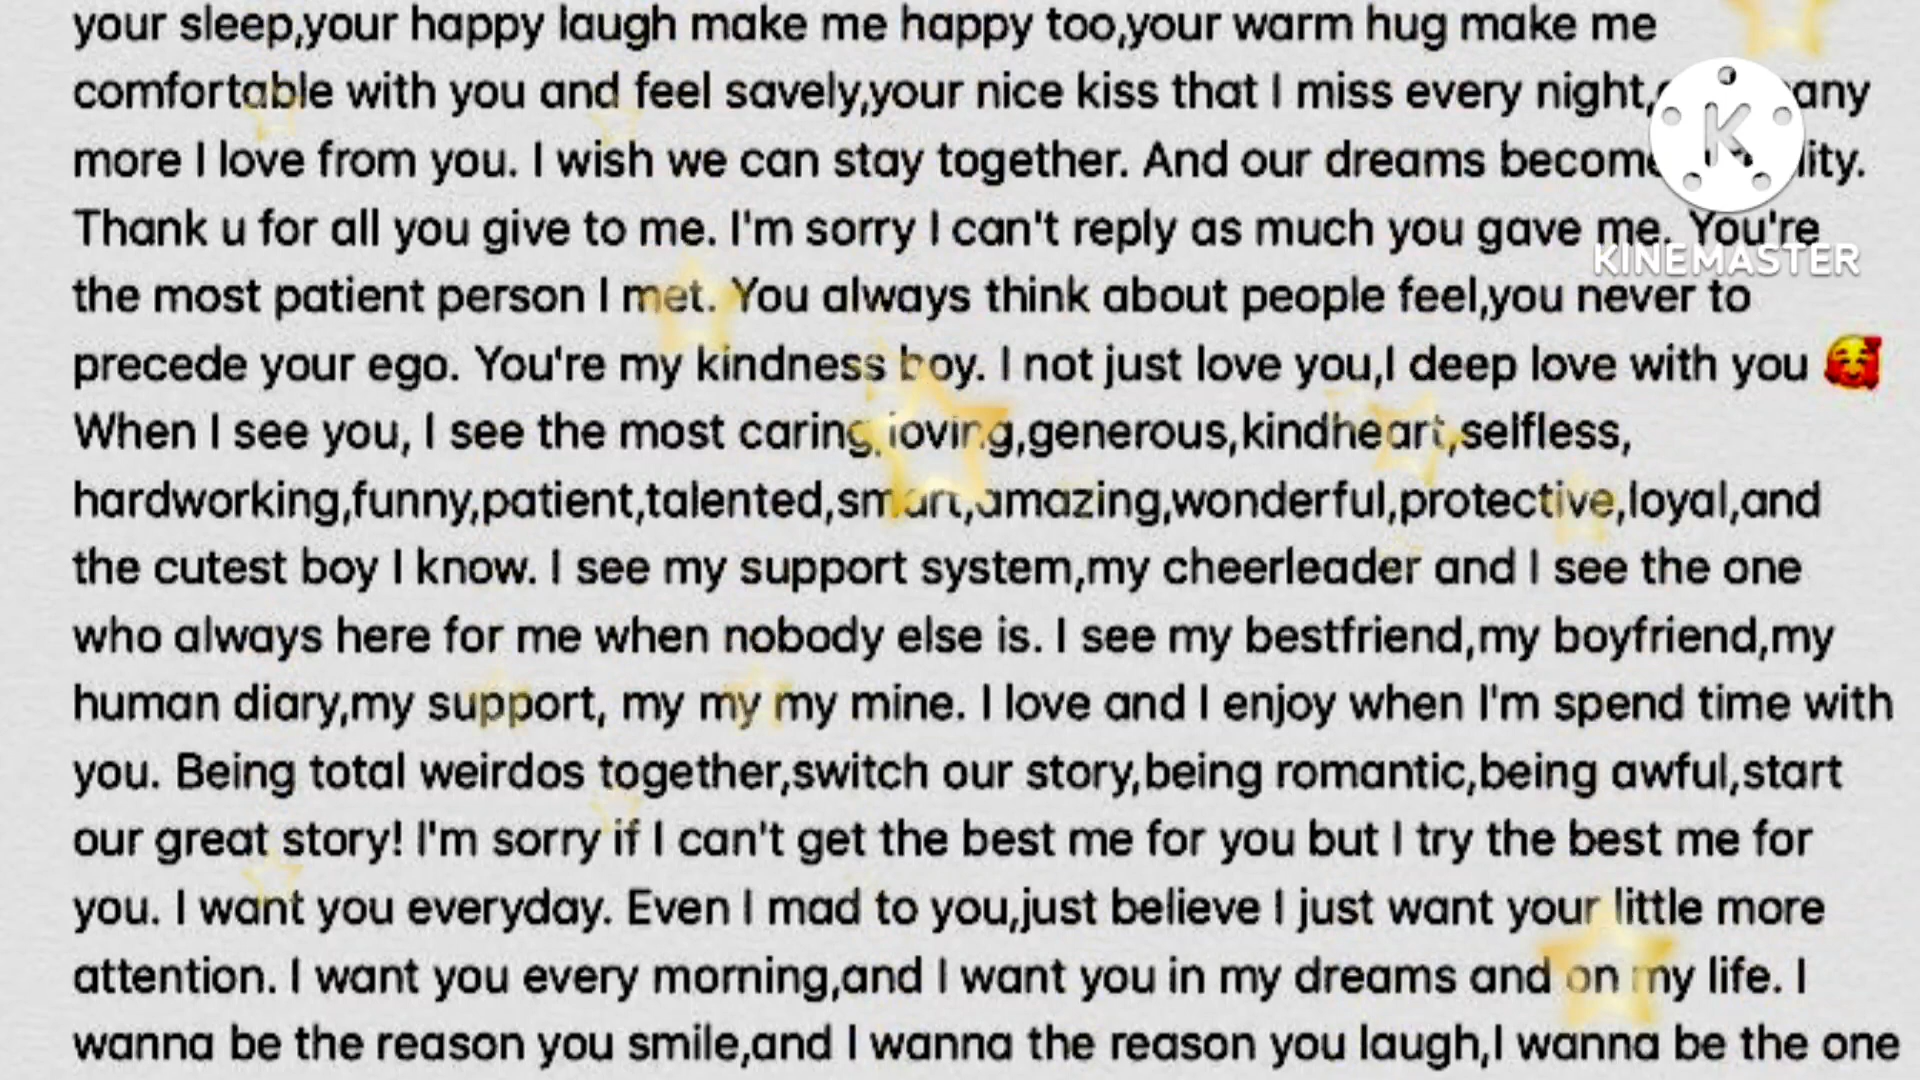 your sleep,your happy laugh make me happy too,your warm hug make me
comfortable with you and feel savely,your nice kiss that I miss every night, any
more I love from you. I wish we can stay together. And our dreams become
Thank u for all you give to me. I'm sorry I can't reply as much you gave me. You're
KINEMASTER
the most patient person I met. You always think about people feel,you never to
precede your ego. You're my kindness boy. I not just love you,I deep love with you 🥰
When I see you, I see the most caring,loving,generous,kindheart,selfless,
hardworking,funny,patient,talented,smart,amazing,wonderful,protective,loyal,and
the cutest boy I know. I see my support system,my cheerleader and I see the one
who always here for me when nobody else is. I see my bestfriend,my boyfriend,my
human diary,my support, my my my mine. I love and I enjoy when I'm spend time with
you. Being total weirdos together,switch our story,being romantic,being awful,start
our great story! I'm sorry if I can't get the best me for you but I try the best me for
you. I want you everyday. Even I mad to you,just believe I just want your little more
attention. I want you every morning,and I want you in my dreams and on my life. I
wanna be the reason you smile,and I wanna the reason you laugh,I wanna be the one